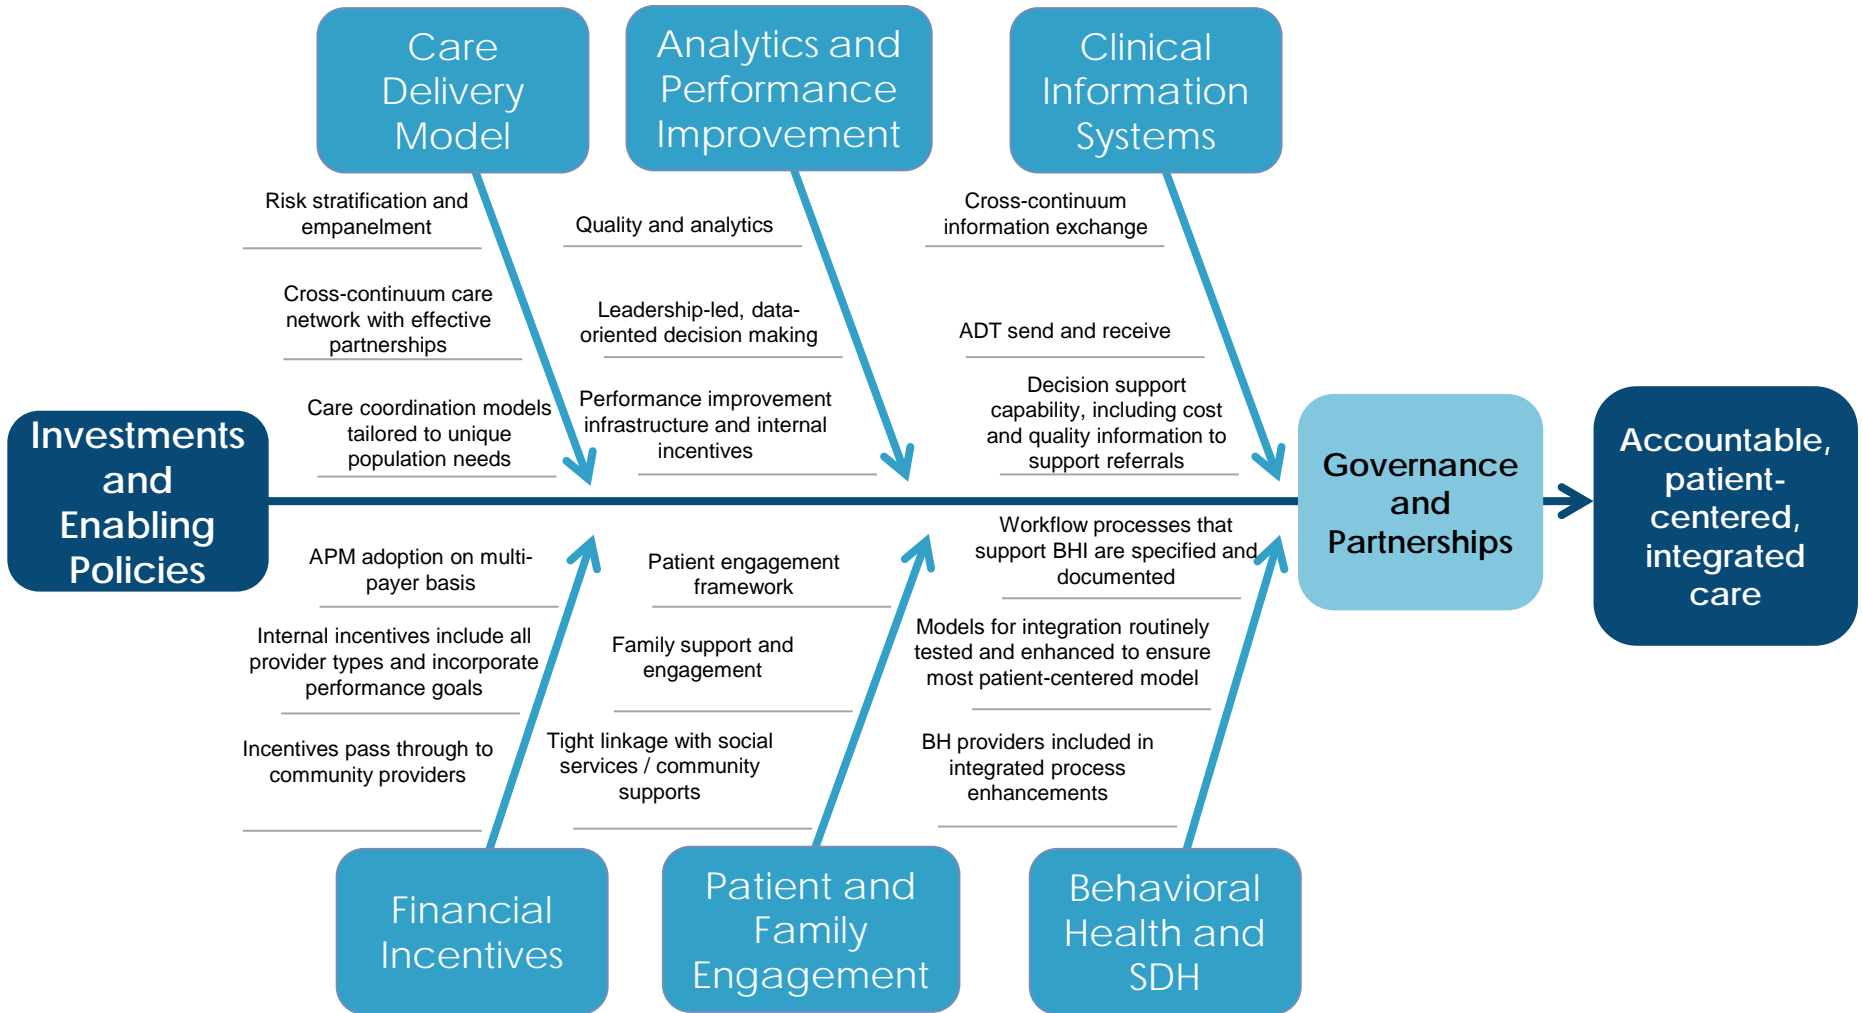 Care
Delivery
Model
Analytics and
Performance
Improvement
Clinical
Information
Systems
Risk stratification and
empanelment
Cross-continuum care
network with effective
partnerships
Care coordination models
tailored to unique
population needs
Quality and analytics
Leadership-led, data-
oriented decision making
Performance improvement
infrastructure and internal
incentives
Cross-continuum
information exchange
ADT send and receive
Decision support
capability, including cost
and quality information to
support referrals
Investments
and
Enabling
Policies
Governance
and
Partnerships
Accountable,
patient-
centered,
integrated
care
APM adoption on multi-
payer basis
Internal incentives include all
provider types and incorporate
performance goals
Incentives pass through to
community providers
Patient engagement
framework
Family support and
engagement
Tight linkage with social
services / community
supports
Workflow processes that
support BHI are specified and
documented
Models for integration routinely
tested and enhanced to ensure
most patient-centered model
BH providers included in
integrated process
enhancements
Financial
Incentives
Patient and
Family
Engagement
Behavioral
Health and
SDH